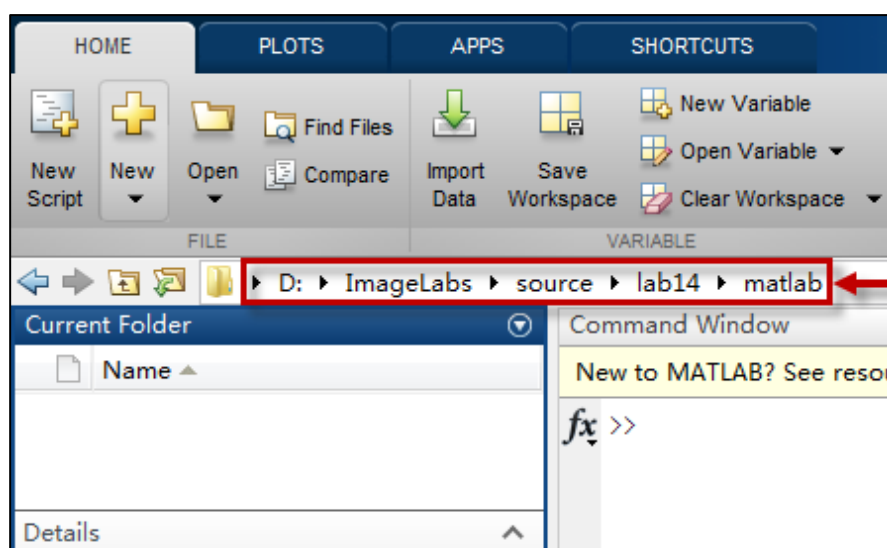 HOME PLOTS APPS SHORTCUTS
New Script
New
Open
Find Files
Compare
Import Data
Save Workspace
New Variable
Open Variable
Clear Workspace
FILE VARIABLE
D: ImageLabs source lab14 matlab
Current Folder
Command Window
Name
New to MATLAB? See
fx >>
Details